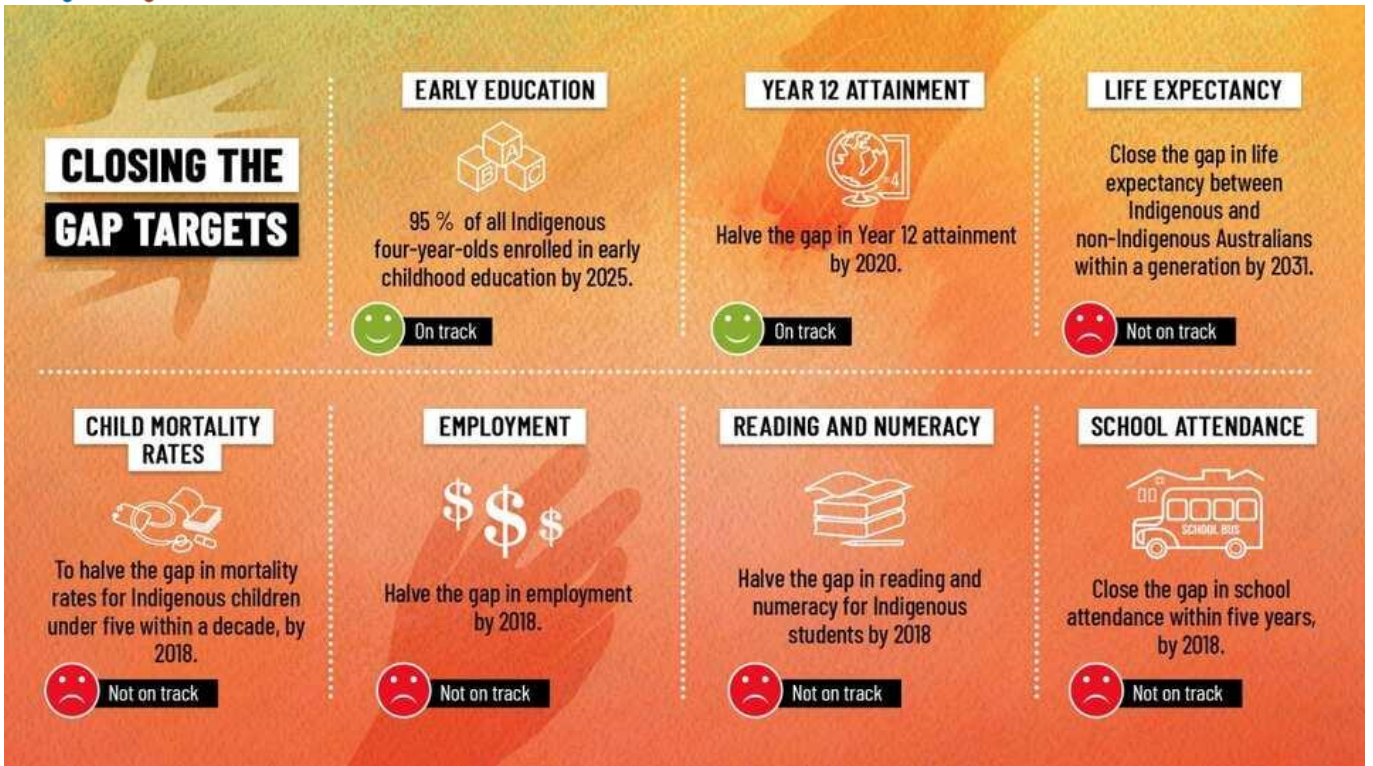 CLOSING THE
GAP TARGETS
EARLY EDUCATION
A
B C
95 % of all Indigenous
four-year-olds enrolled in early
childhood education by 2025.
On track
YEAR 12 ATTAINMENT
=4
Halve the gap in Year 12 attainment
by 2020.
On track
LIFE EXPECTANCY
Close the gap in life
expectancy between
Indigenous and
non-Indigenous Australians
within a generation by 2031.
Not on track
CHILD MORTALITY
RATES
To halve the gap in mortality
rates for Indigenous children
under five within a decade, by
2018.
Not on track
EMPLOYMENT
$ $ $
Halve the gap in employment
by 2018.
Not on track
READING AND NUMERACY
Halve the gap in reading and
numeracy for Indigenous
students by 2018
Not on track
SCHOOL ATTENDANCE
SCHOOL BUS
Close the gap in school
attendance within five years,
by 2018.
Not on track